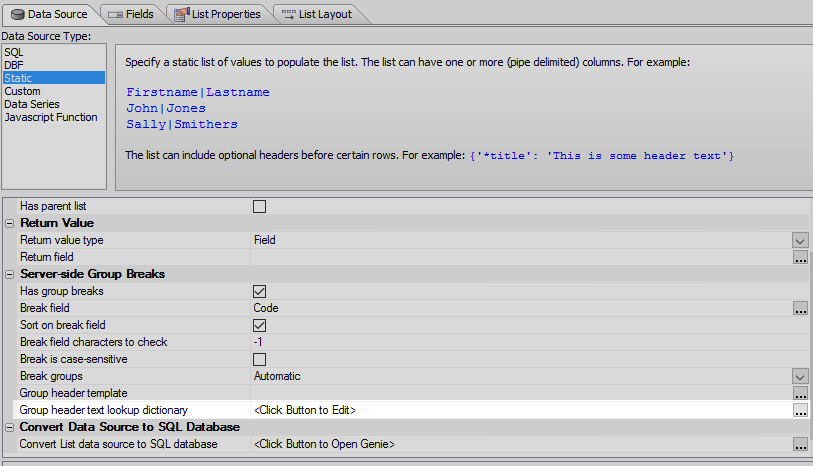 Data Source Fields List Properties List Layout
Data Source Type:
SQL
DBF
Static
Custom
Data Series
Javascript Function
Specify a static list of values to populate the list. The list can have one or more (pipe delimited) columns. For example:
Firstname|Lastname
John|Jones
Sally|Smithers
The list can include optional headers before certain rows. For example: {'*title': 'This is some header text'}
Has parent list
Return Value
Return value type Field
Return field ...
Server-side Group Breaks
Has group breaks
Break field Code ...
Sort on break field
Break field characters to check -1
Break is case-sensitive
Break groups Automatic
Group header template ...
Group header text lookup dictionary <Click Button to Edit> ...
Convert Data Source to SQL Database
Convert List data source to SQL database <Click Button to Open Genie> ...